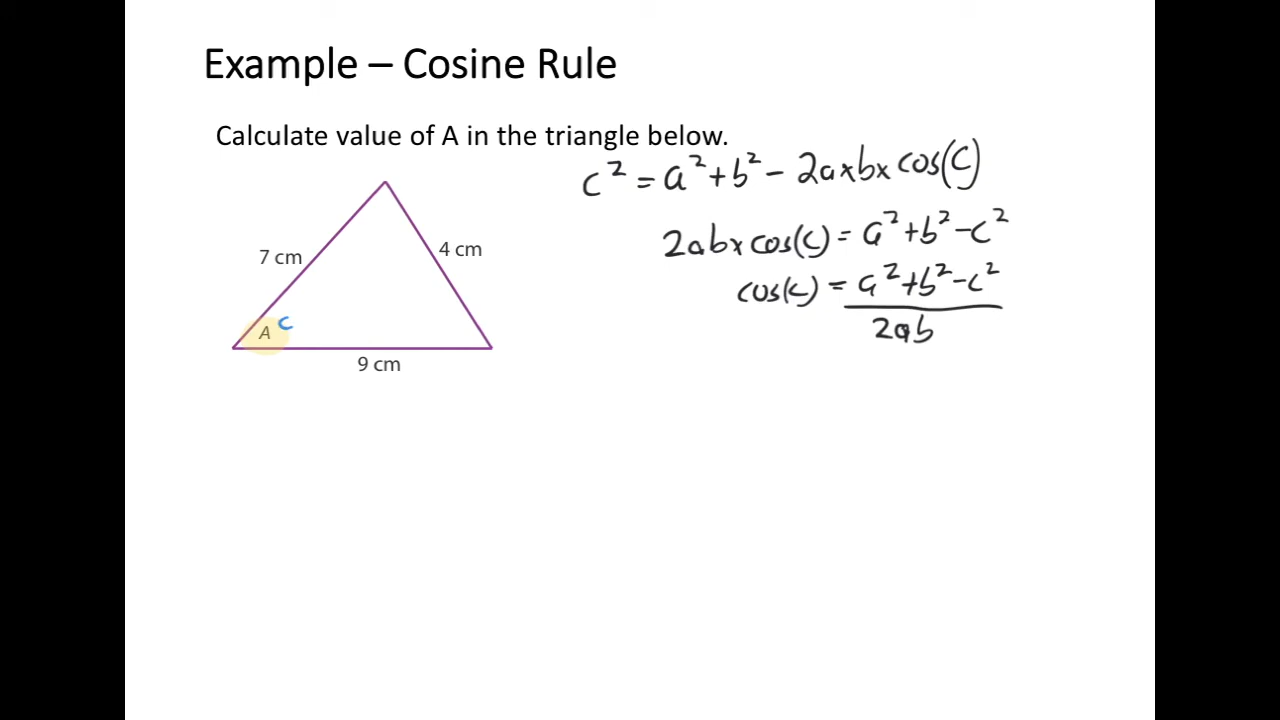 Example – Cosine Rule
Calculate value of A in the triangle below.
c² = a² + b² - 2a×b× cos(C)
2ab× cos(C) = a² + b² - c²
cos(C) = a² + b² - c²
2ab
7 cm
4 cm
A C
9 cm